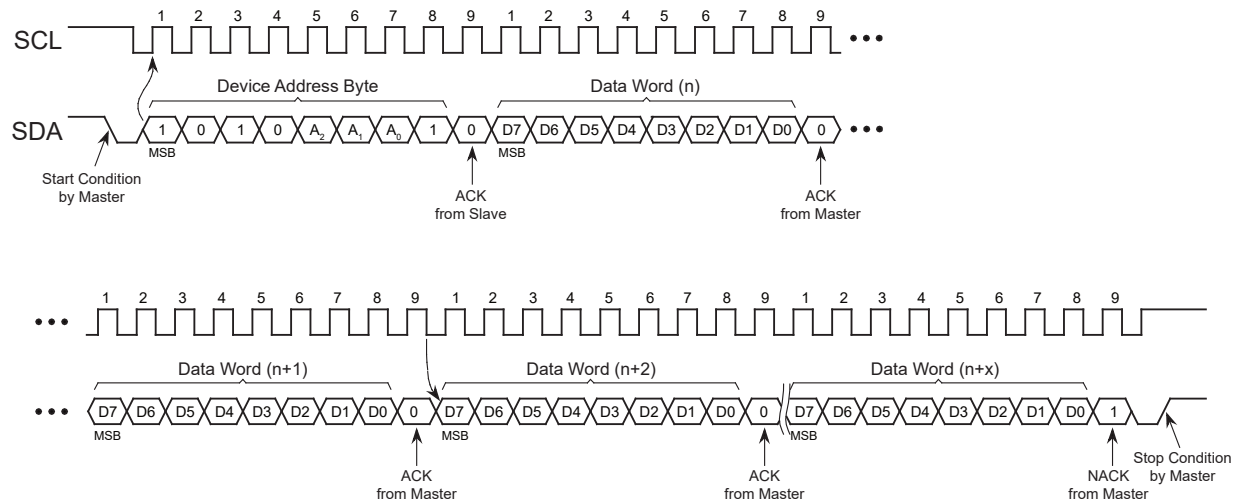 1 2 3 4 5 6 7 8 9 1 2 3 4 5 6 7 8 9
SCL
Device Address Byte Data Word (n)
SDA 1 0 1 0 A2 A1 A0 1 0 D7 D6 D5 D4 D3 D2 D1 D0 0
MSB MSB
Start Condition
by Master
ACK
from Slave
ACK
from Master
1 2 3 4 5 6 7 8 9 1 2 3 4 5 6 7 8 9 1 2 3 4 5 6 7 8 9
Data Word (n+1) Data Word (n+2) Data Word (n+x)
D7 D6 D5 D4 D3 D2 D1 D0 0 D7 D6 D5 D4 D3 D2 D1 D0 0 D7 D6 D5 D4 D3 D2 D1 D0 1
MSB MSB MSB
ACK
from Master
ACK
from Master
NACK
from Master
Stop Condition
by Master